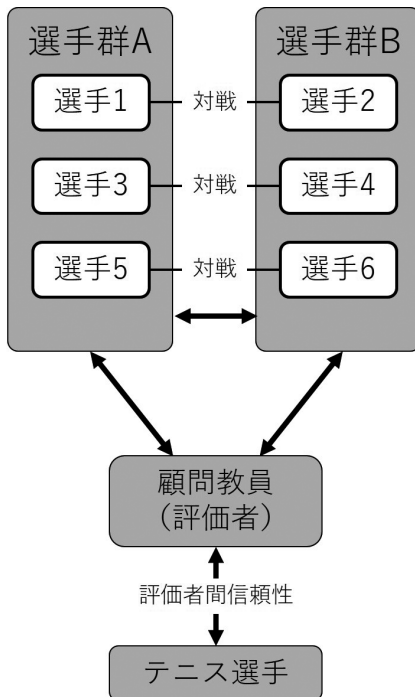 選手群A
選手群B
選手1
対戦
選手2
選手3
対戦
選手4
選手5
対戦
選手6
顧問教員
（評価者）
評価者間信頼性
テニス選手